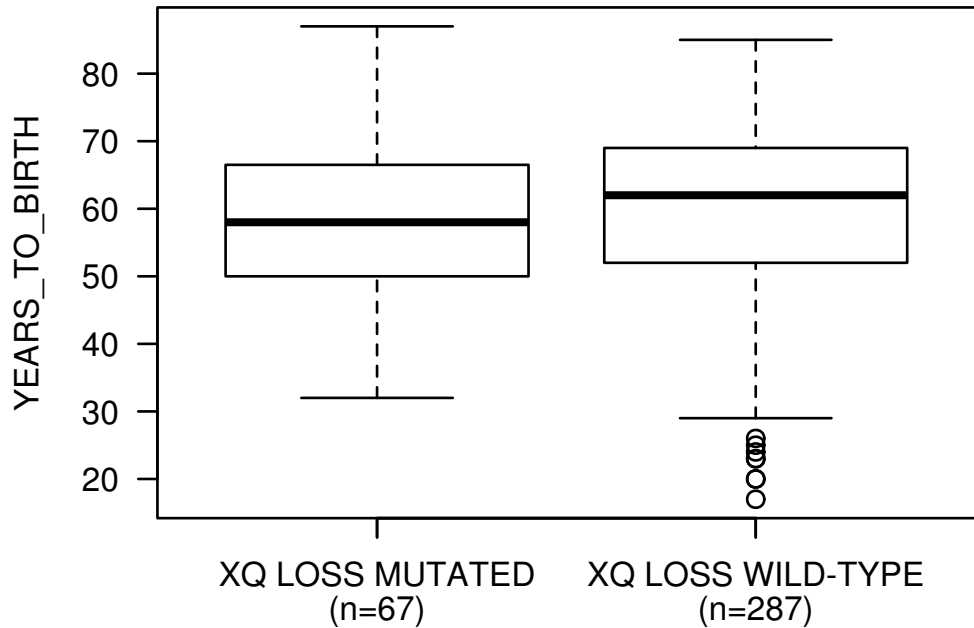 YEARS_TO_BIRTH
80
70
60
50
40
30
20
XQ LOSS MUTATED
(n=67)
XQ LOSS WILD-TYPE
(n=287)